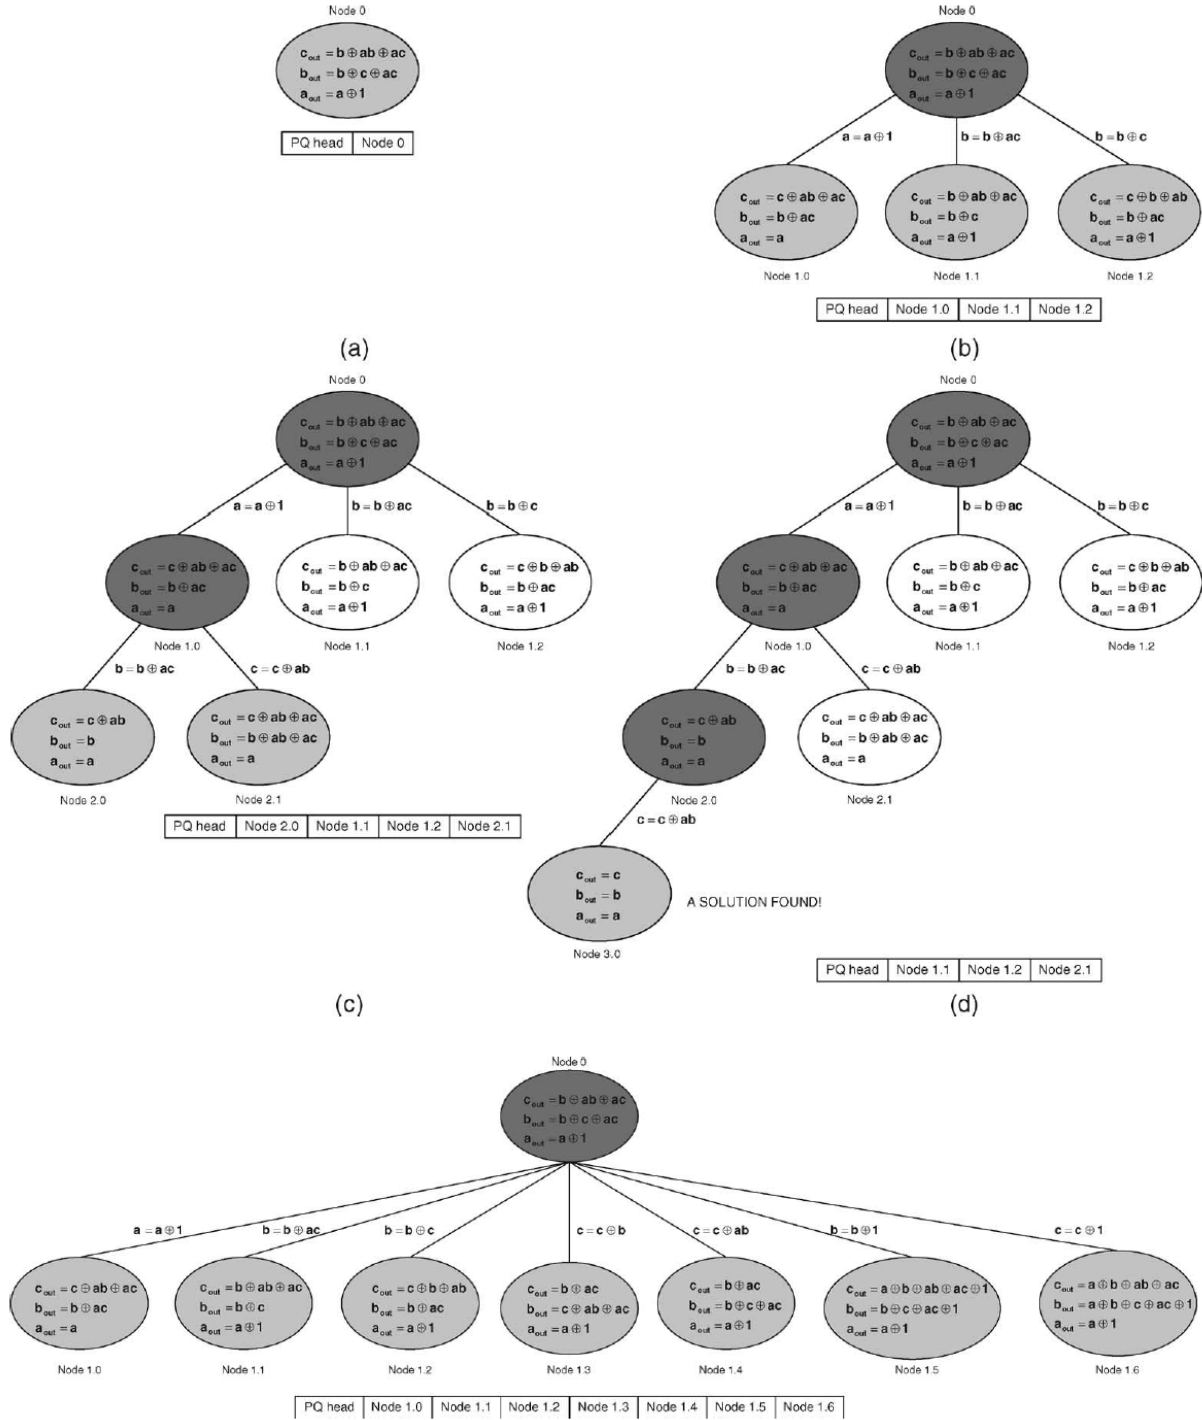 Node 0
c_out = b ⊕ ab ⊕ ac
b_out = b ⊕ c ⊕ ac
a_out = a ⊕ 1
PQ head Node 0
(a)
Node 0
c_out = b ⊕ ab ⊕ ac
b_out = b ⊕ c ⊕ ac
a_out = a ⊕ 1
a = a ⊕ 1
b = b ⊕ ac
b = b ⊕ c
c_out = c ⊕ ab ⊕ ac
b_out = b ⊕ ac
a_out = a
Node 1.0
c_out = b ⊕ ab ⊕ ac
b_out = b ⊕ c
a_out = a ⊕ 1
Node 1.1
c_out = c ⊕ b ⊕ ab
b_out = b ⊕ ac
a_out = a ⊕ 1
Node 1.2
PQ head Node 1.0 Node 1.1 Node 1.2
(b)
Node 0
c_out = b ⊕ ab ⊕ ac
b_out = b ⊕ c ⊕ ac
a_out = a ⊕ 1
a = a ⊕ 1
b = b ⊕ ac
b = b ⊕ c
c_out = c ⊕ ab ⊕ ac
b_out = b ⊕ ac
a_out = a
Node 1.0
c_out = b ⊕ ab ⊕ ac
b_out = b ⊕ c
a_out = a ⊕ 1
Node 1.1
c_out = c ⊕ b ⊕ ab
b_out = b ⊕ ac
a_out = a ⊕ 1
Node 1.2
b = b ⊕ ac
c = c ⊕ ab
c_out = c ⊕ ab
b_out = b
a_out = a
Node 2.0
c_out = c ⊕ ab ⊕ ac
b_out = b ⊕ ab ⊕ ac
a_out = a
Node 2.1
PQ head Node 2.0 Node 1.1 Node 1.2 Node 2.1
(c)
Node 0
c_out = b ⊕ ab ⊕ ac
b_out = b ⊕ c ⊕ ac
a_out = a ⊕ 1
a = a ⊕ 1
b = b ⊕ ac
b = b ⊕ c
c_out = c ⊕ ab ⊕ ac
b_out = b ⊕ ac
a_out = a
Node 1.0
c_out = b ⊕ ab ⊕ ac
b_out = b ⊕ c
a_out = a ⊕ 1
Node 1.1
c_out = c ⊕ b ⊕ ab
b_out = b ⊕ ac
a_out = a ⊕ 1
Node 1.2
b = b ⊕ ac
c = c ⊕ ab
c_out = c ⊕ ab
b_out = b
a_out = a
Node 2.0
c_out = c ⊕ ab ⊕ ac
b_out = b ⊕ ab ⊕ ac
a_out = a
Node 2.1
c = c ⊕ ab
c_out = c
b_out = b
a_out = a
Node 3.0
A SOLUTION FOUND!
PQ head Node 1.1 Node 1.2 Node 2.1
(d)
Node 0
c_out = b ⊕ ab ⊕ ac
b_out = b ⊕ c ⊕ ac
a_out = a ⊕ 1
a = a ⊕ 1
b = b ⊕ ac
b = b ⊕ c
c = c ⊕ b
c = c ⊕ ab
b = b ⊕ 1
c = c ⊕ 1
c_out = c ⊕ ab ⊕ ac
b_out = b ⊕ ac
a_out = a
Node 1.0
c_out = b ⊕ ab ⊕ ac
b_out = b ⊕ c
a_out = a ⊕ 1
Node 1.1
c_out = c ⊕ b ⊕ ab
b_out = b ⊕ ac
a_out = a ⊕ 1
Node 1.2
c_out = b ⊕ ac
b_out = c ⊕ ab ⊕ ac
a_out = a ⊕ 1
Node 1.3
c_out = b ⊕ ac
b_out = b ⊕ c ⊕ ac
a_out = a ⊕ 1
Node 1.4
c_out = a ⊕ b ⊕ ab ⊕ ac ⊕ 1
b_out = b ⊕ c ⊕ ac ⊕ 1
a_out = a ⊕ 1
Node 1.5
c_out = a ⊕ b ⊕ ab ⊕ ac
b_out = a ⊕ b ⊕ c ⊕ ac ⊕ 1
a_out = a ⊕ 1
Node 1.6
PQ head Node 1.0 Node 1.1 Node 1.2 Node 1.3 Node 1.4 Node 1.5 Node 1.6